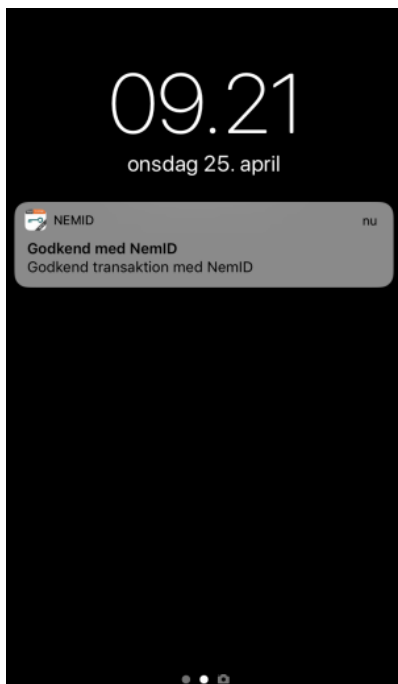 09.21
onsdag 25. april
NEMID
nu
Godkend med NemID
Godkend transaktion med NemID